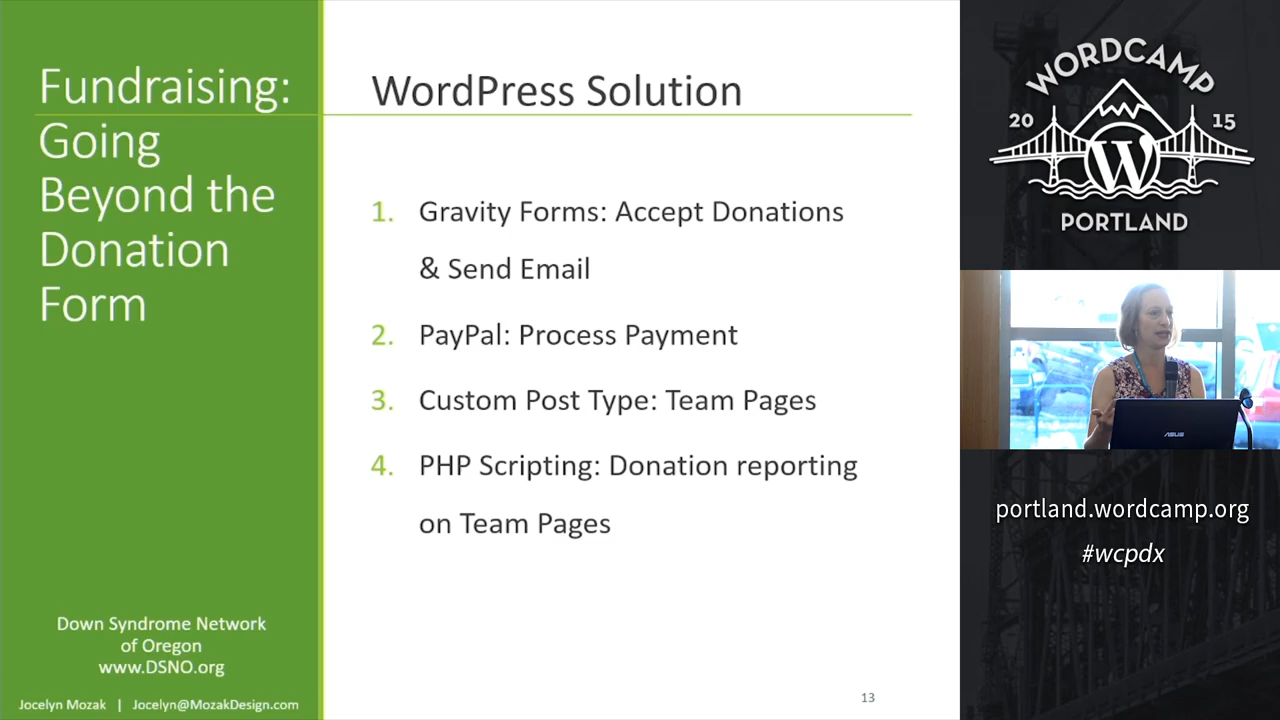 Fundraising:
Going
Beyond the
Donation
Form
Down Syndrome Network
of Oregon
www.DSNO.org
Jocelyn Mozak | Jocelyn@MozakDesign.com
WordPress Solution
1. Gravity Forms: Accept Donations
& Send Email
2. PayPal: Process Payment
3. Custom Post Type: Team Pages
4. PHP Scripting: Donation reporting
on Team Pages
13
WORDCAMP
20 15
W
PORTLAND
ASUS
portland.wordcamp.org
#wcpdx